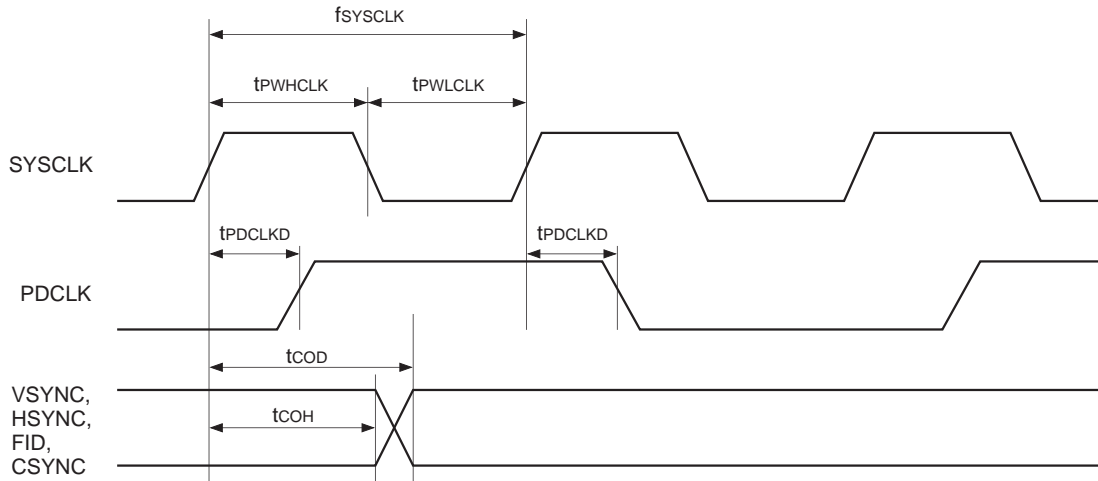 fSYSCLK
tPWHCLK
tPWLCLK
SYSCLK
tPDCLKD
tPDCLKD
PDCLK
tCOD
VSYNC,
HSYNC,
FID,
CSYNC
tCOH